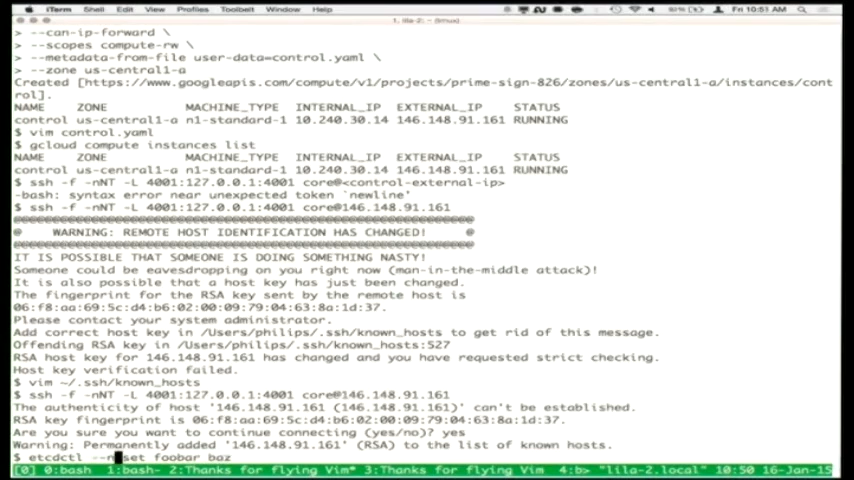 iTerm Shell Edit View Profiles Toolbelt Window Help Fri 10:51 AM
1. lila-2: ~ (tmux)
> --can-ip-forward \
> --scopes compute-rw \
> --metadata-from-file user-data=control.yaml \
> --zone us-central1-a
Created [https://www.googleapis.com/compute/v1/projects/prime-sign-826/zones/us-central1-a/instances/cont
rol].
NAME ZONE MACHINE_TYPE INTERNAL_IP EXTERNAL_IP STATUS
control us-central1-a n1-standard-1 10.240.30.14 146.148.91.161 RUNNING
$ vim control.yaml
$ gcloud compute instances list
NAME ZONE MACHINE_TYPE INTERNAL_IP EXTERNAL_IP STATUS
control us-central1-a n1-standard-1 10.240.30.14 146.148.91.161 RUNNING
$ ssh -f -nNT -L 4001:127.0.0.1:4001 core@<control-external-ip>
-bash: syntax error near unexpected token `newline'
$ ssh -f -nNT -L 4001:127.0.0.1:4001 core@146.148.91.161
@@@@@@@@@@@@@@@@@@@@@@@@@@@@@@@@@@@@@@@@@@@@@@@@@@@@@@@@@@@
@ WARNING: REMOTE HOST IDENTIFICATION HAS CHANGED! @
@@@@@@@@@@@@@@@@@@@@@@@@@@@@@@@@@@@@@@@@@@@@@@@@@@@@@@@@@@@
IT IS POSSIBLE THAT SOMEONE IS DOING SOMETHING NASTY!
Someone could be eavesdropping on you right now (man-in-the-middle attack)!
It is also possible that a host key has just been changed.
The fingerprint for the RSA key sent by the remote host is
06:f8:aa:69:5c:d4:b6:02:00:09:79:04:63:8a:1d:37.
Please contact your system administrator.
Add correct host key in /Users/philips/.ssh/known_hosts to get rid of this message.
Offending RSA key in /Users/philips/.ssh/known_hosts:527
RSA host key for 146.148.91.161 has changed and you have requested strict checking.
Host key verification failed.
$ vim ~/.ssh/known_hosts
$ ssh -f -nNT -L 4001:127.0.0.1:4001 core@146.148.91.161
The authenticity of host '146.148.91.161 (146.148.91.161)' can't be established.
RSA key fingerprint is 06:f8:aa:69:5c:d4:b6:02:00:09:79:04:63:8a:1d:37.
Are you sure you want to continue connecting (yes/no)? yes
Warning: Permanently added '146.148.91.161' (RSA) to the list of known hosts.
$ etcdctl --n set foobar baz
[0] 0:bash 1:bash- 2:Thanks for flying Vim* 3:Thanks for flying Vim 4:b> "lila-2.local" 10:50 16-Jan-15